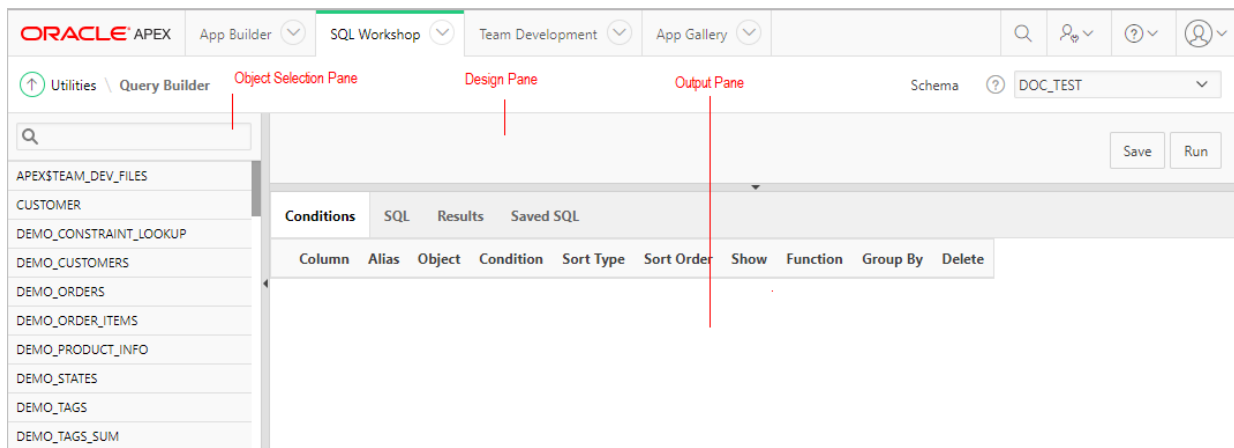 ORACLE APEX App Builder SQL Workshop Team Development App Gallery
Utilities \ Query Builder Object Selection Pane Design Pane Output Pane Schema ? DOC_TEST
Save Run
APEX$TEAM_DEV_FILES
CUSTOMER
Conditions SQL Results Saved SQL
DEMO_CONSTRAINT_LOOKUP
Column Alias Object Condition Sort Type Sort Order Show Function Group By Delete
DEMO_CUSTOMERS
DEMO_ORDERS
DEMO_ORDER_ITEMS
DEMO_PRODUCT_INFO
DEMO_STATES
DEMO_TAGS
DEMO_TAGS_SUM